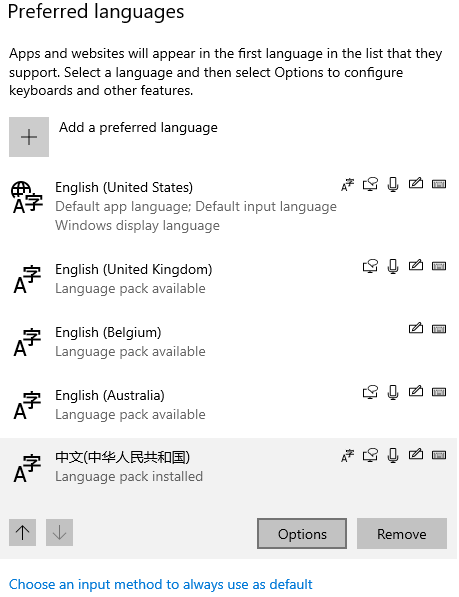 Preferred languages
Apps and websites will appear in the first language in the list that they
support. Select a language and then select Options to configure
keyboards and other features.
Add a preferred language
English (United States)
Default app language; Default input language
Windows display language
English (United Kingdom)
Language pack available
English (Belgium)
Language pack available
English (Australia)
Language pack available
中文(中华人民共和国)
Language pack installed
Options
Remove
Choose an input method to always use as default